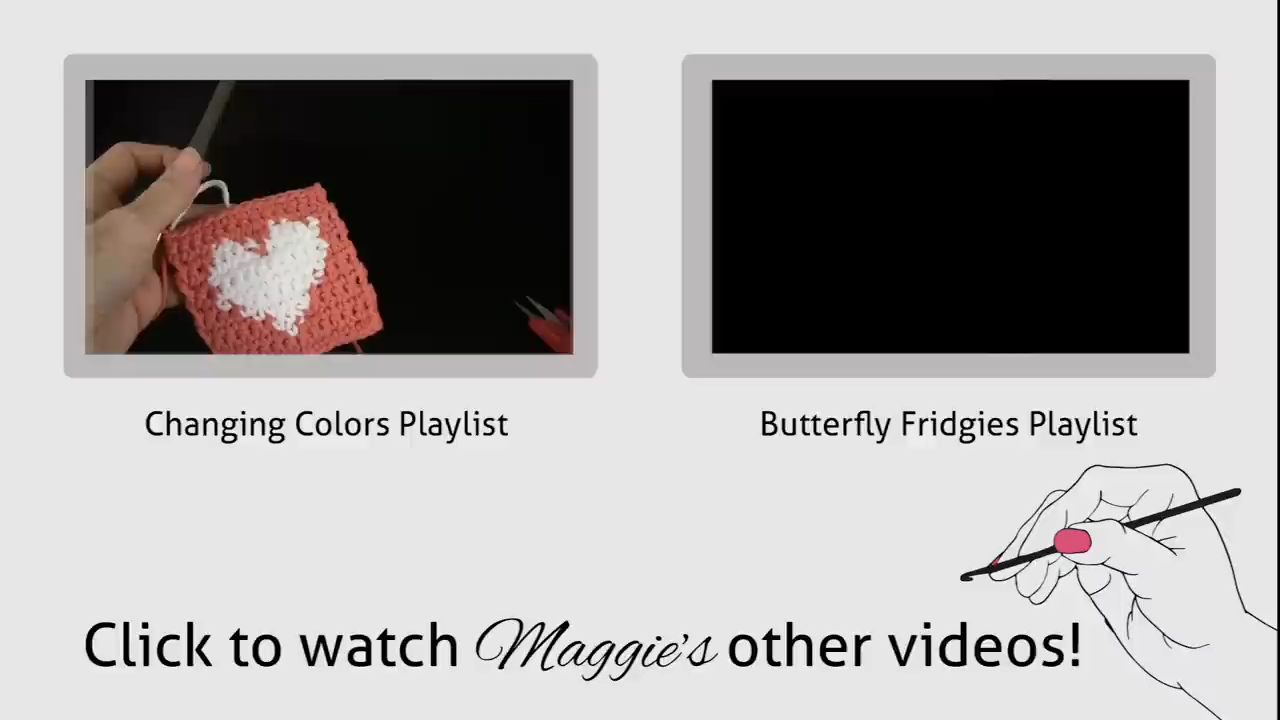 Changing Colors Playlist
Butterfly Fridgies Playlist
Click to watch Maggie's other videos!